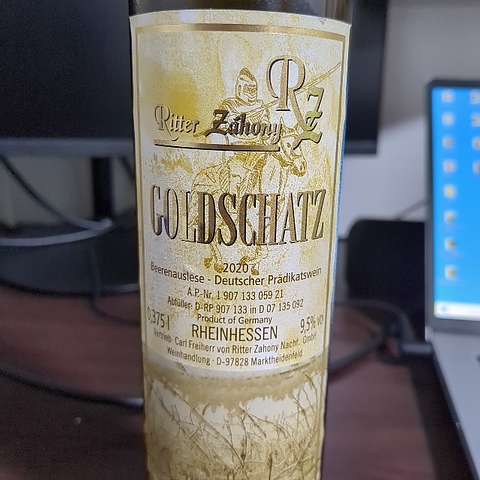 RZ
Ritter Zahony
GOLDSCHATZ
2020
Beerenauslese - Deutscher Prädikatswein
A.P.-Nr. 1 907 133 059 21
Abfüller: D-RP 907 133 in D 07 135 092
Product of Germany
0,375 l RHEINHESSEN 9,5% vol
Vertrieb: Carl Freiherr von Ritter Zahony Nachf. GmbH
Weinhandlung · D-97828 Marktheidenfeld